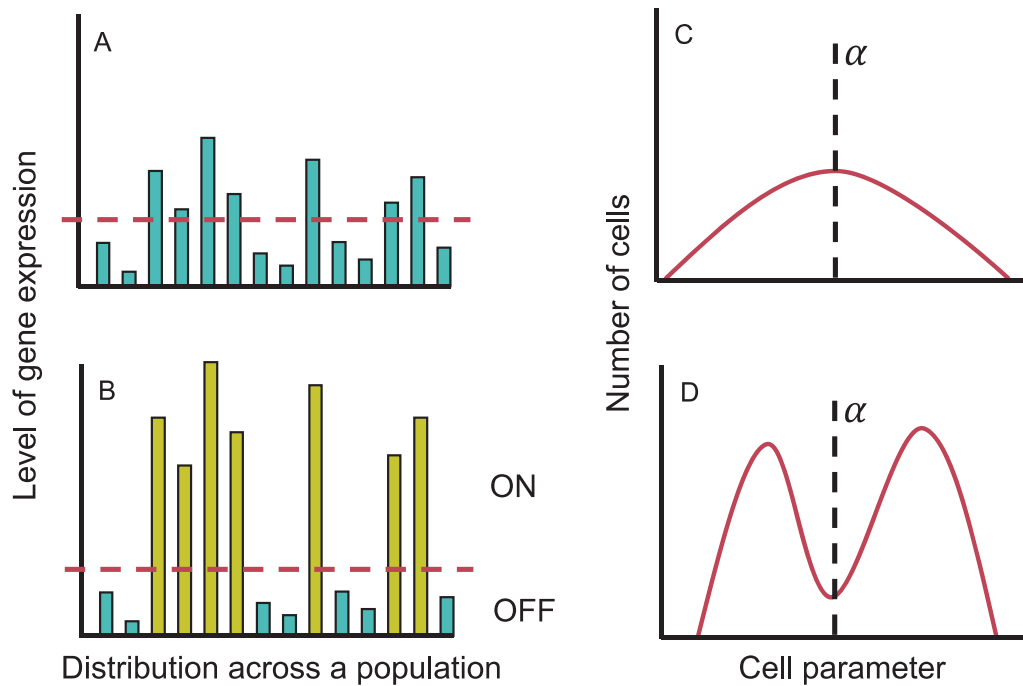 A
C
α
Level of gene expression
Number of cells
B
ON
OFF
D
α
Distribution across a population
Cell parameter